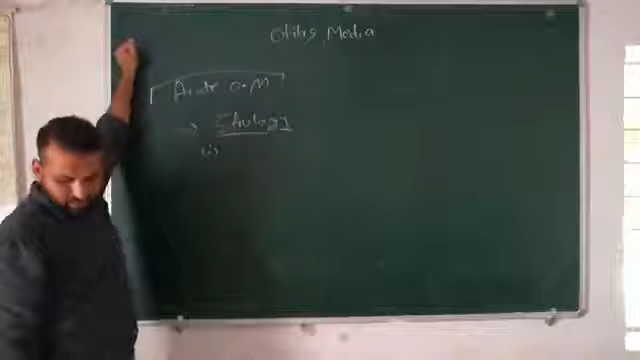 Otitis Media
Acute O.M
→ Etiology
(i)